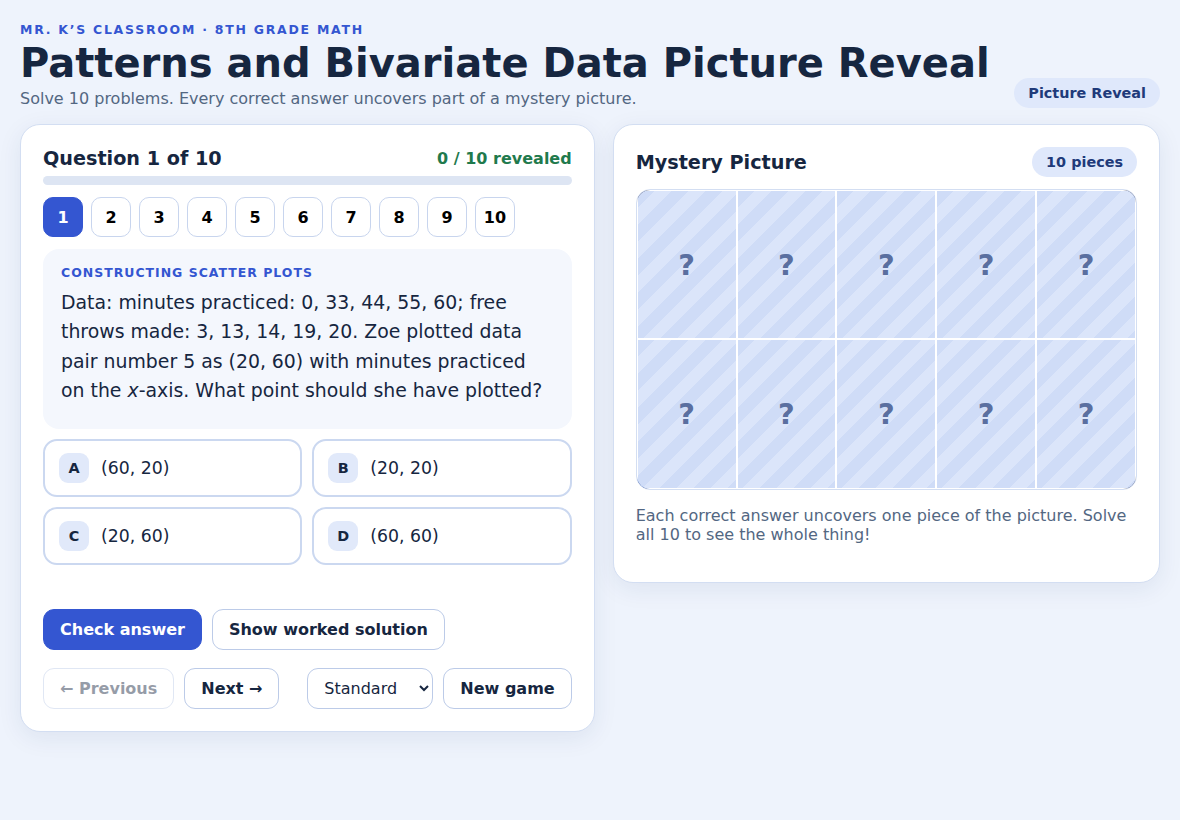 MR. K’S CLASSROOM · 8TH GRADE MATH
Patterns and Bivariate Data Picture Reveal
Solve 10 problems. Every correct answer uncovers part of a mystery picture.
Picture Reveal
Question 1 of 10
0 / 10 revealed
1 2 3 4 5 6 7 8 9 10
CONSTRUCTING SCATTER PLOTS
Data: minutes practiced: 0, 33, 44, 55, 60; free
throws made: 3, 13, 14, 19, 20. Zoe plotted data
pair number 5 as (20, 60) with minutes practiced
on the x-axis. What point should she have plotted?
A (60, 20)
B (20, 20)
C (20, 60)
D (60, 60)
Check answer
Show worked solution
← Previous
Next →
Standard
New game
Mystery Picture
10 pieces
? ? ? ? ?
? ? ? ? ?
Each correct answer uncovers one piece of the picture. Solve
all 10 to see the whole thing!